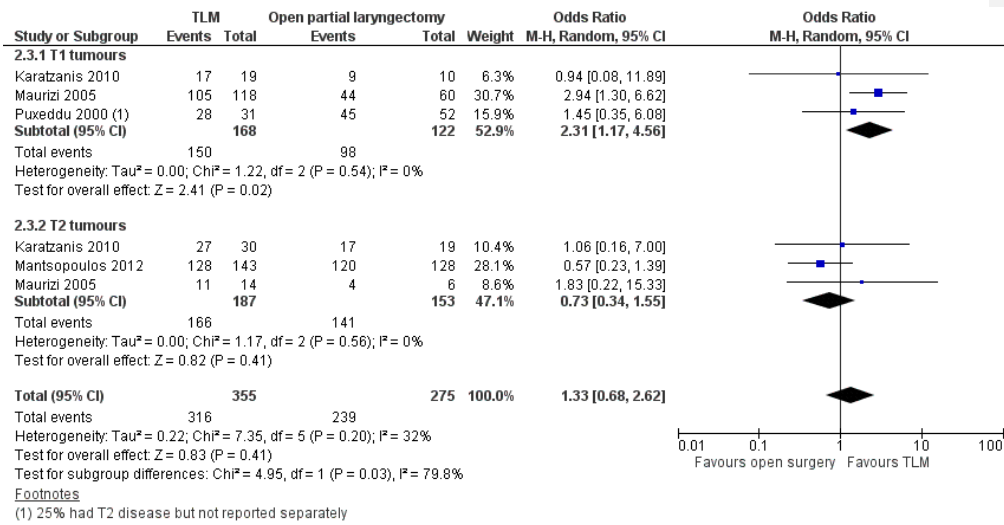 TLM Open partial laryngectomy Odds Ratio Odds Ratio
Study or Subgroup Events Total Events Total Weight M-H, Random, 95% CI M-H, Random, 95% CI
2.3.1 T1 tumours
Karatzanis 2010 17 19 9 10 6.3% 0.94 [0.08, 11.89]
Maurizi 2005 105 118 44 60 30.7% 2.94 [1.30, 6.62]
Puxeddu 2000 (1) 28 31 45 52 15.9% 1.45 [0.35, 6.08]
Subtotal (95% CI) 168 122 52.9% 2.31 [1.17, 4.56]
Total events 150 98
Heterogeneity: Tau² = 0.00; Chi² = 1.22, df = 2 (P = 0.54); I² = 0%
Test for overall effect: Z = 2.41 (P = 0.02)
2.3.2 T2 tumours
Karatzanis 2010 27 30 17 19 10.4% 1.06 [0.16, 7.00]
Mantsopoulos 2012 128 143 120 128 28.1% 0.57 [0.23, 1.39]
Maurizi 2005 11 14 4 6 8.6% 1.83 [0.22, 15.33]
Subtotal (95% CI) 187 153 47.1% 0.73 [0.34, 1.55]
Total events 166 141
Heterogeneity: Tau² = 0.00; Chi² = 1.17, df = 2 (P = 0.56); I² = 0%
Test for overall effect: Z = 0.82 (P = 0.41)
Total (95% CI) 355 275 100.0% 1.33 [0.68, 2.62]
Total events 316 239
Heterogeneity: Tau² = 0.22; Chi² = 7.35, df = 5 (P = 0.20); I² = 32%
Test for overall effect: Z = 0.83 (P = 0.41)
Test for subgroup differences: Chi² = 4.95, df = 1 (P = 0.03), I² = 79.8%
0.01 0.1 1 10 100
Favours open surgery Favours TLM
Footnotes
(1) 25% had T2 disease but not reported separately